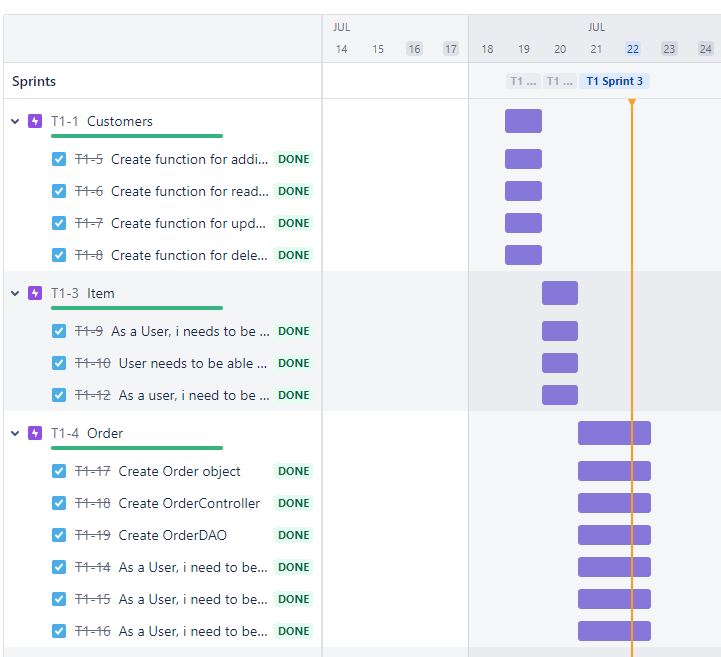 JUL JUL
14 15 16 17 18 19 20 21 22 23 24
Sprints T1 ... T1 ... T1 Sprint 3
T1-1 Customers
T1-5 Create function for addi... DONE
T1-6 Create function for read... DONE
T1-7 Create function for upd... DONE
T1-8 Create function for dele... DONE
T1-3 Item
T1-9 As a User, i needs to be ... DONE
T1-10 User needs to be able ... DONE
T1-12 As a user, i need to be ... DONE
T1-4 Order
T1-17 Create Order object DONE
T1-18 Create OrderController DONE
T1-19 Create OrderDAO DONE
T1-14 As a User, i need to be... DONE
T1-15 As a User, i need to be... DONE
T1-16 As a User, i need to be... DONE